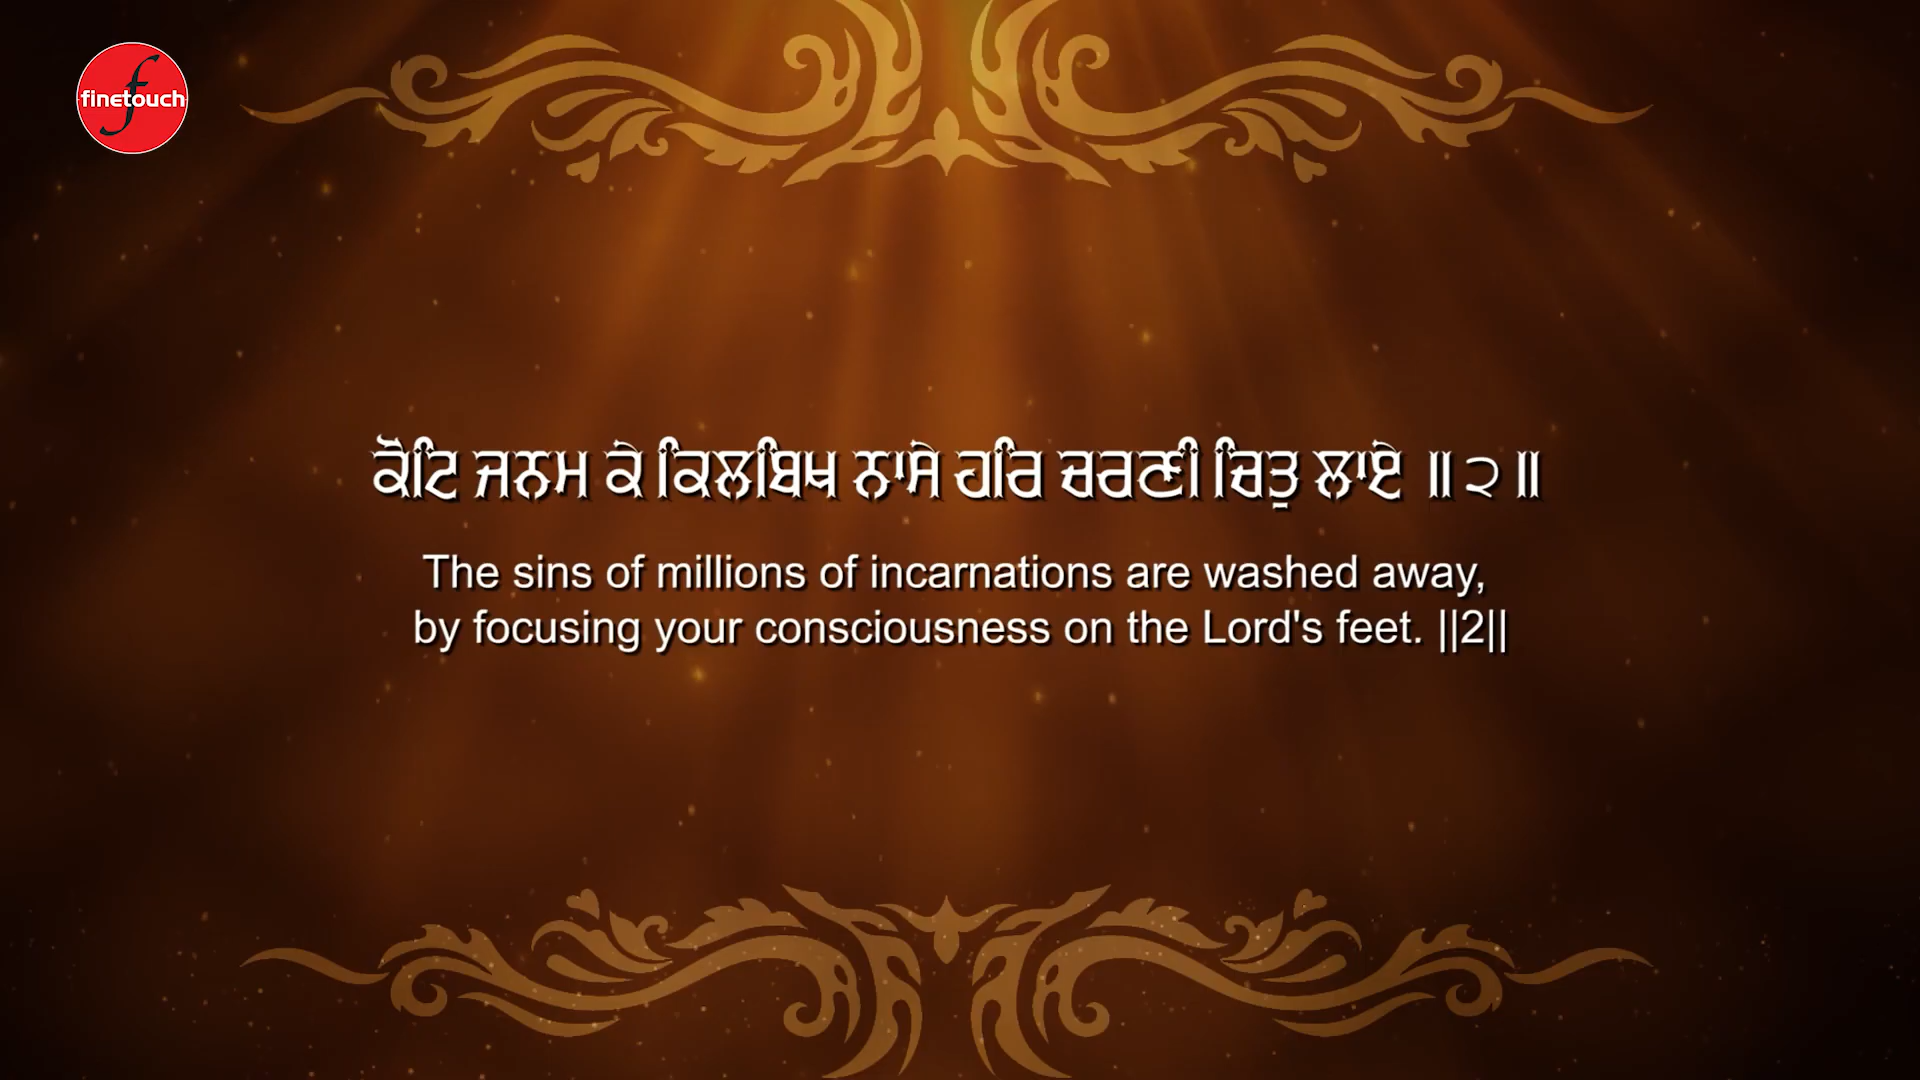 finetouch
ਕੋਟਿ ਜਨਮ ਕੇ ਕਿਲਬਿਖ ਨਾਸੇ ਹਰਿ ਚਰਣੀ ਚਿਤੁ ਲਾਏ ॥੨॥
The sins of millions of incarnations are washed away,
by focusing your consciousness on the Lord's feet. ||2||